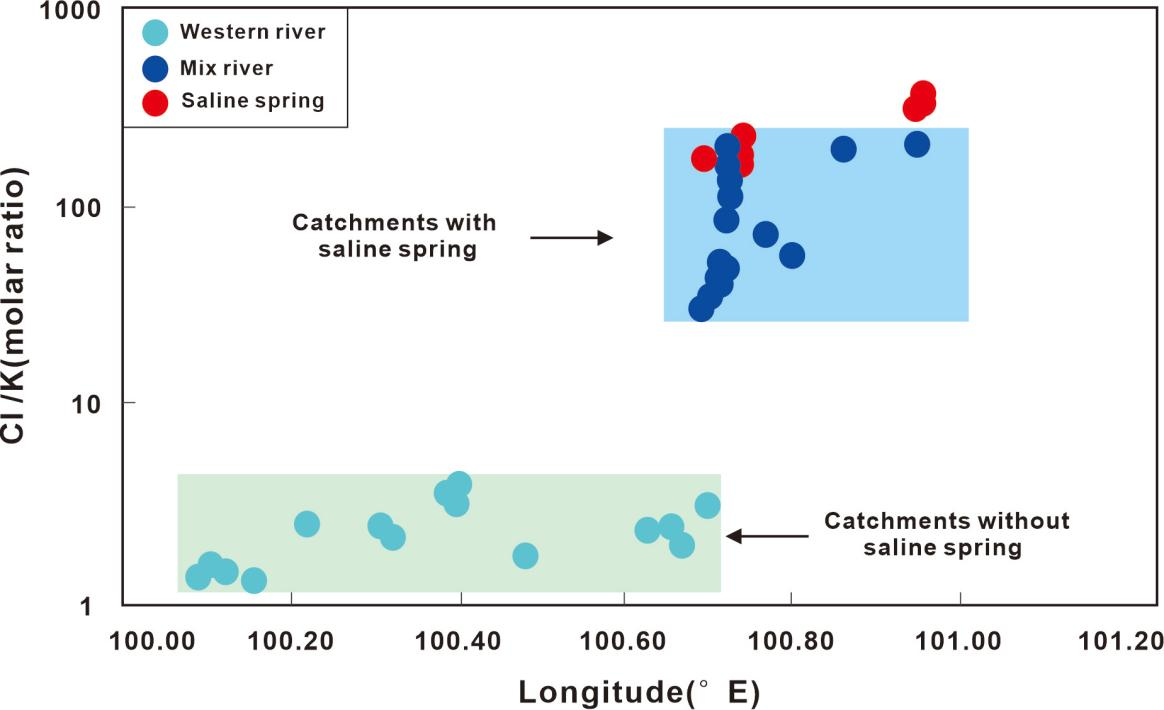 1000
100
10
1
Cl /K(molar ratio)
Western river
Mix river
Saline spring
Catchments with
saline spring
Catchments without
saline spring
100.00 100.20 100.40 100.60 100.80 101.00 101.20
Longitude(° E)